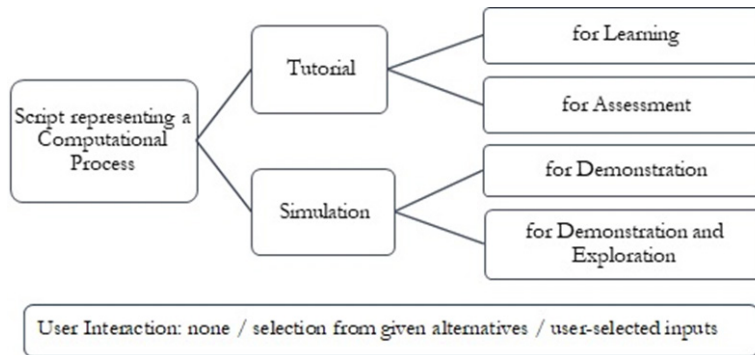 for Learning
Tutorial
for Assessment
Script representing a
Computational
Process
for Demonstration
Simulation
for Demonstration and
Exploration
User Interaction: none / selection from given alternatives / user-selected inputs